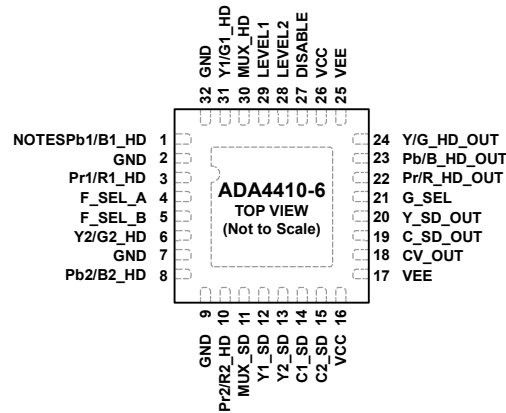 32 GND
31 Y1/G1_HD
30 MUX_HD
29 LEVEL1
28 LEVEL2
27 DISABLE
26 VCC
25 VEE
NOTESPb1/B1_HD 1
GND 2
Pr1/R1_HD 3
F_SEL_A 4
F_SEL_B 5
Y2/G2_HD 6
GND 7
Pb2/B2_HD 8
ADA4410-6
TOP VIEW
(Not to Scale)
24 Y/G_HD_OUT
23 Pb/B_HD_OUT
22 Pr/R_HD_OUT
21 G_SEL
20 Y_SD_OUT
19 C_SD_OUT
18 CV_OUT
17 VEE
GND 9
Pr2/R2_HD 10
MUX_SD 11
Y1_SD 12
Y2_SD 13
C1_SD 14
C2_SD 15
VCC 16